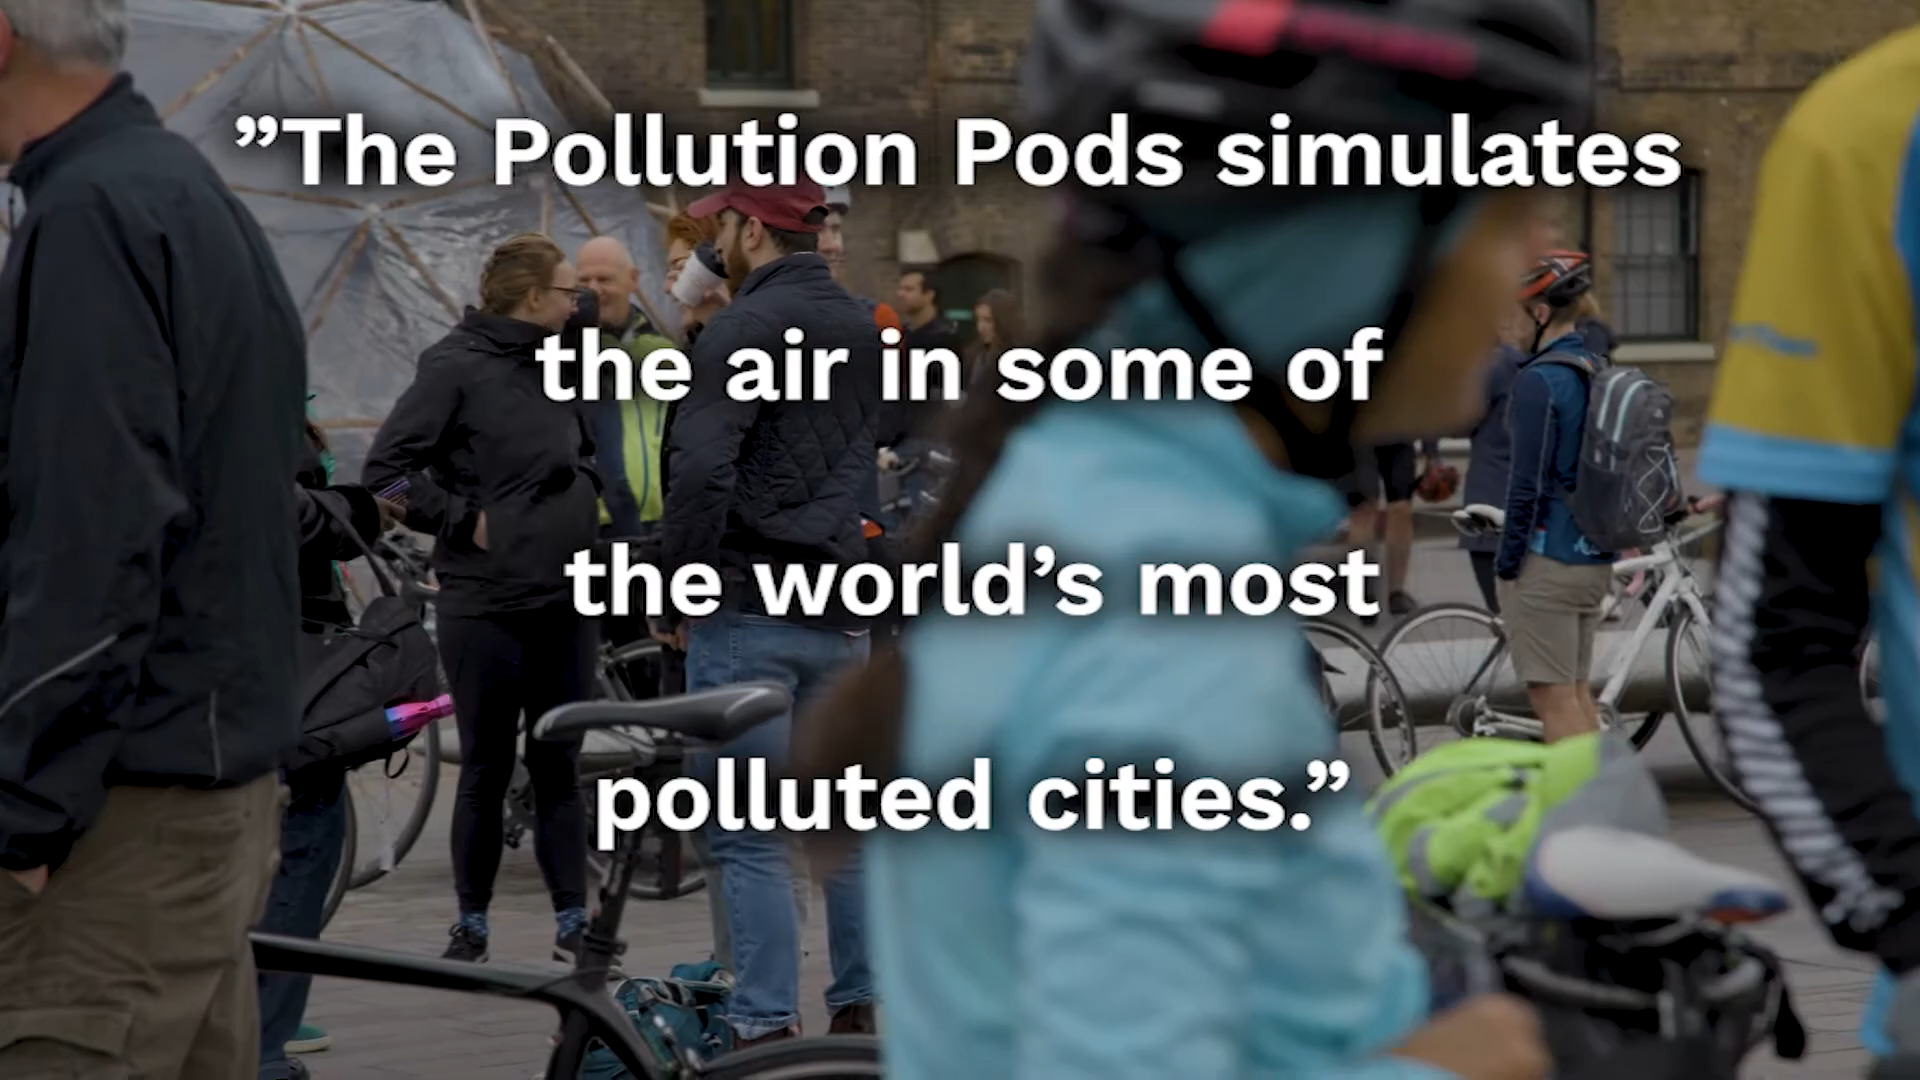 ”The Pollution Pods simulates
the air in some of
the world’s most
polluted cities.”